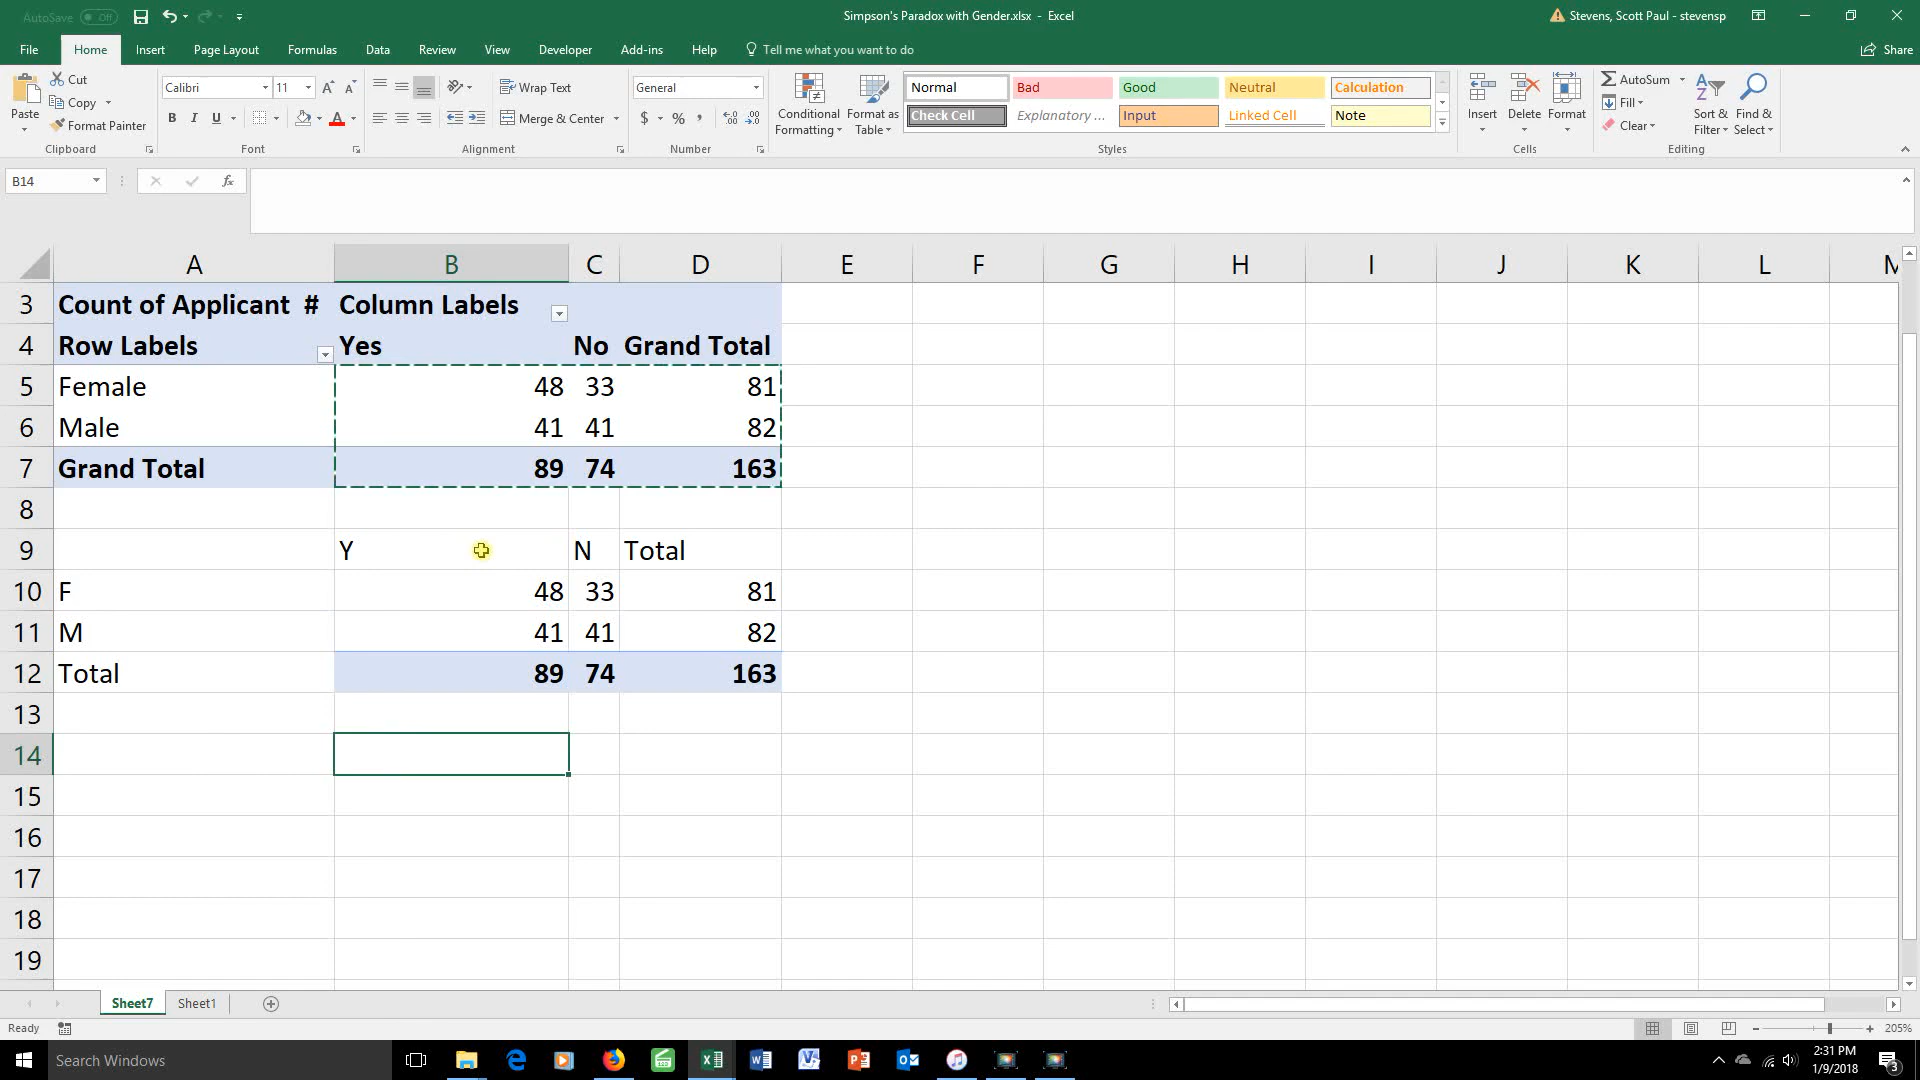 AutoSave Off
Simpson's Paradox with Gender.xlsx - Excel
Stevens, Scott Paul - stevensp
File Home Insert Page Layout Formulas Data Review View Developer Add-ins Help Tell me what you want to do Share
Paste
Cut
Copy
Format Painter
Clipboard
Calibri 11
B I U
Font
Wrap Text
Merge & Center
Alignment
General
$ % ,
Number
Conditional Formatting
Format as Table
Normal Bad Good Neutral Calculation
Check Cell Explanatory ... Input Linked Cell Note
Styles
Insert Delete Format
Cells
AutoSum
Fill
Clear
Sort & Filter
Find & Select
Editing
B14 fx
A B C D E F G H I J K L M
3 Count of Applicant # Column Labels
4 Row Labels Yes No Grand Total
5 Female 48 33 81
6 Male 41 41 82
7 Grand Total 89 74 163
8
9 Y N Total
10 F 48 33 81
11 M 41 41 82
12 Total 89 74 163
13
14
15
16
17
18
19
Sheet7 Sheet1
Ready 205%
Search Windows
2:31 PM
1/9/2018
3